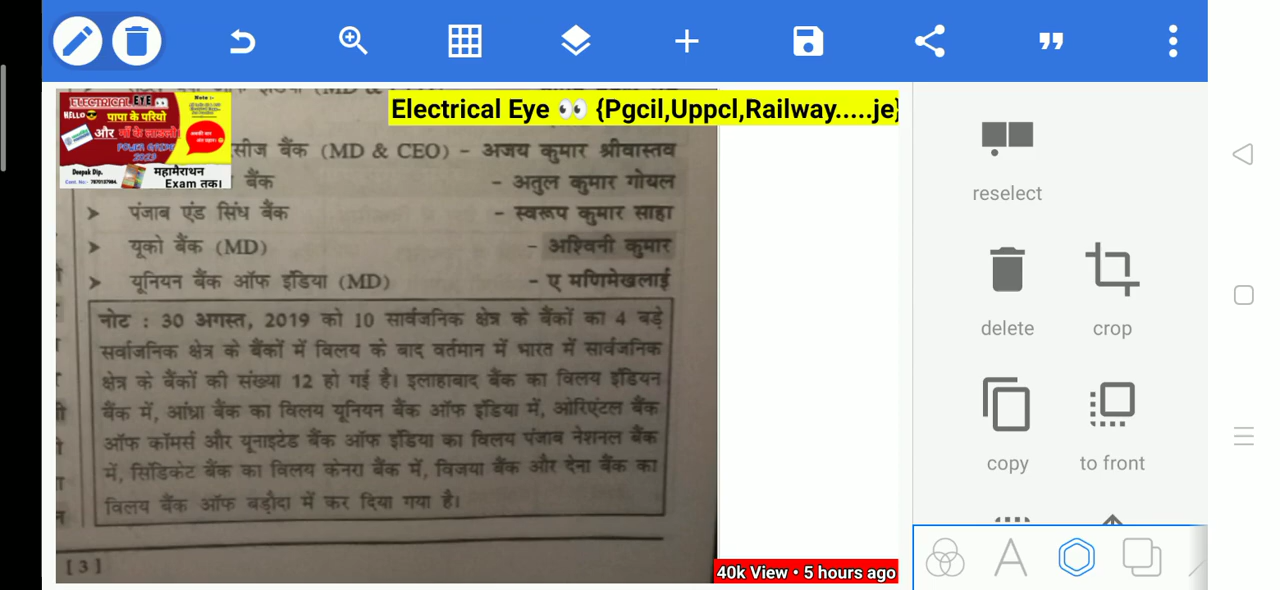 Electrical Eye 👀 {Pgcil,Uppcl,Railway.....je}
ELECTRICAL EYE 👀
HELLO 😎 पापा के परियो
और माँ के लाडलो
2023
Deepak Dip.
महामैराथन
Exam तक।
सीज बैंक (MD & CEO) - अजय कुमार श्रीवास्तव
बैंक - अतुल कुमार गोयल
➤ पंजाब एंड सिंध बैंक - स्वरूप कुमार साहा
➤ यूको बैंक (MD) - अश्विनी कुमार
➤ यूनियन बैंक ऑफ इंडिया (MD) - ए मणिमेखलाई
नोट : 30 अगस्त, 2019 को 10 सार्वजनिक क्षेत्र के बैंकों का 4 बड़े
सर्वाजनिक क्षेत्र के बैंकों में विलय के बाद वर्तमान में भारत में सार्वजनिक
क्षेत्र के बैंकों की संख्या 12 हो गई है। इलाहाबाद बैंक का विलय इंडियन
बैंक में, आंध्रा बैंक का विलय यूनियन बैंक ऑफ इंडिया में, ओरिएंटल बैंक
ऑफ कॉमर्स और यूनाइटेड बैंक ऑफ इंडिया का विलय पंजाब नेशनल बैंक
में, सिंडिकेट बैंक का विलय केनरा बैंक में, विजया बैंक और देना बैंक का
विलय बैंक ऑफ बड़ौदा में कर दिया गया है।
[3]
40k View • 5 hours ago
reselect
delete
crop
copy
to front